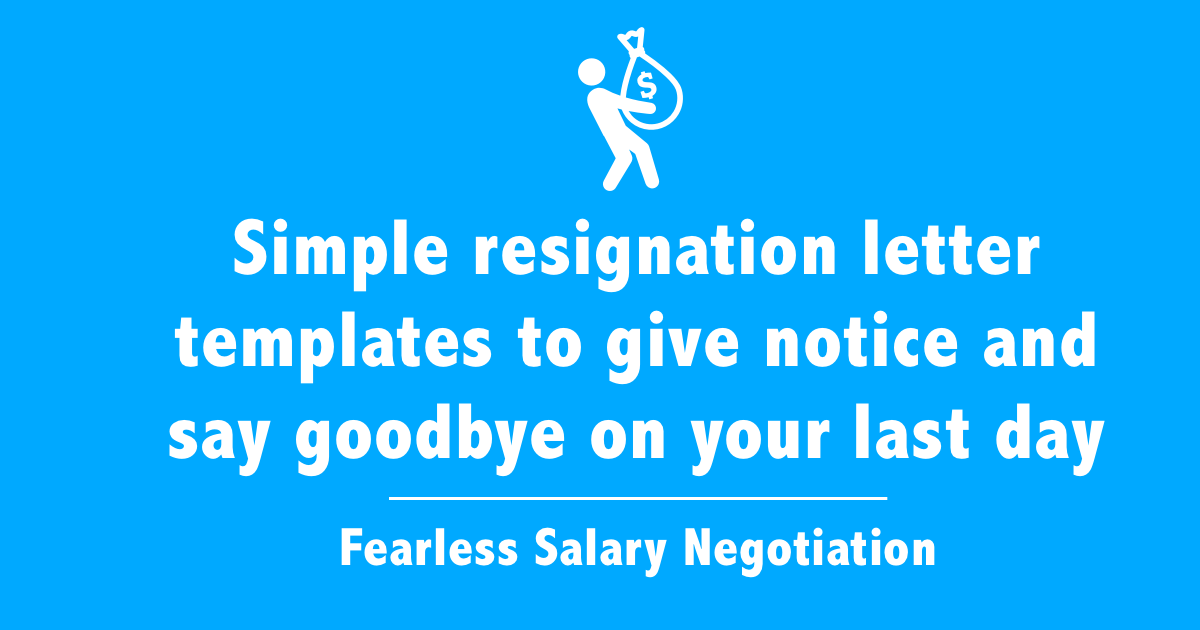 $
Simple resignation letter
templates to give notice and
say goodbye on your last day
Fearless Salary Negotiation